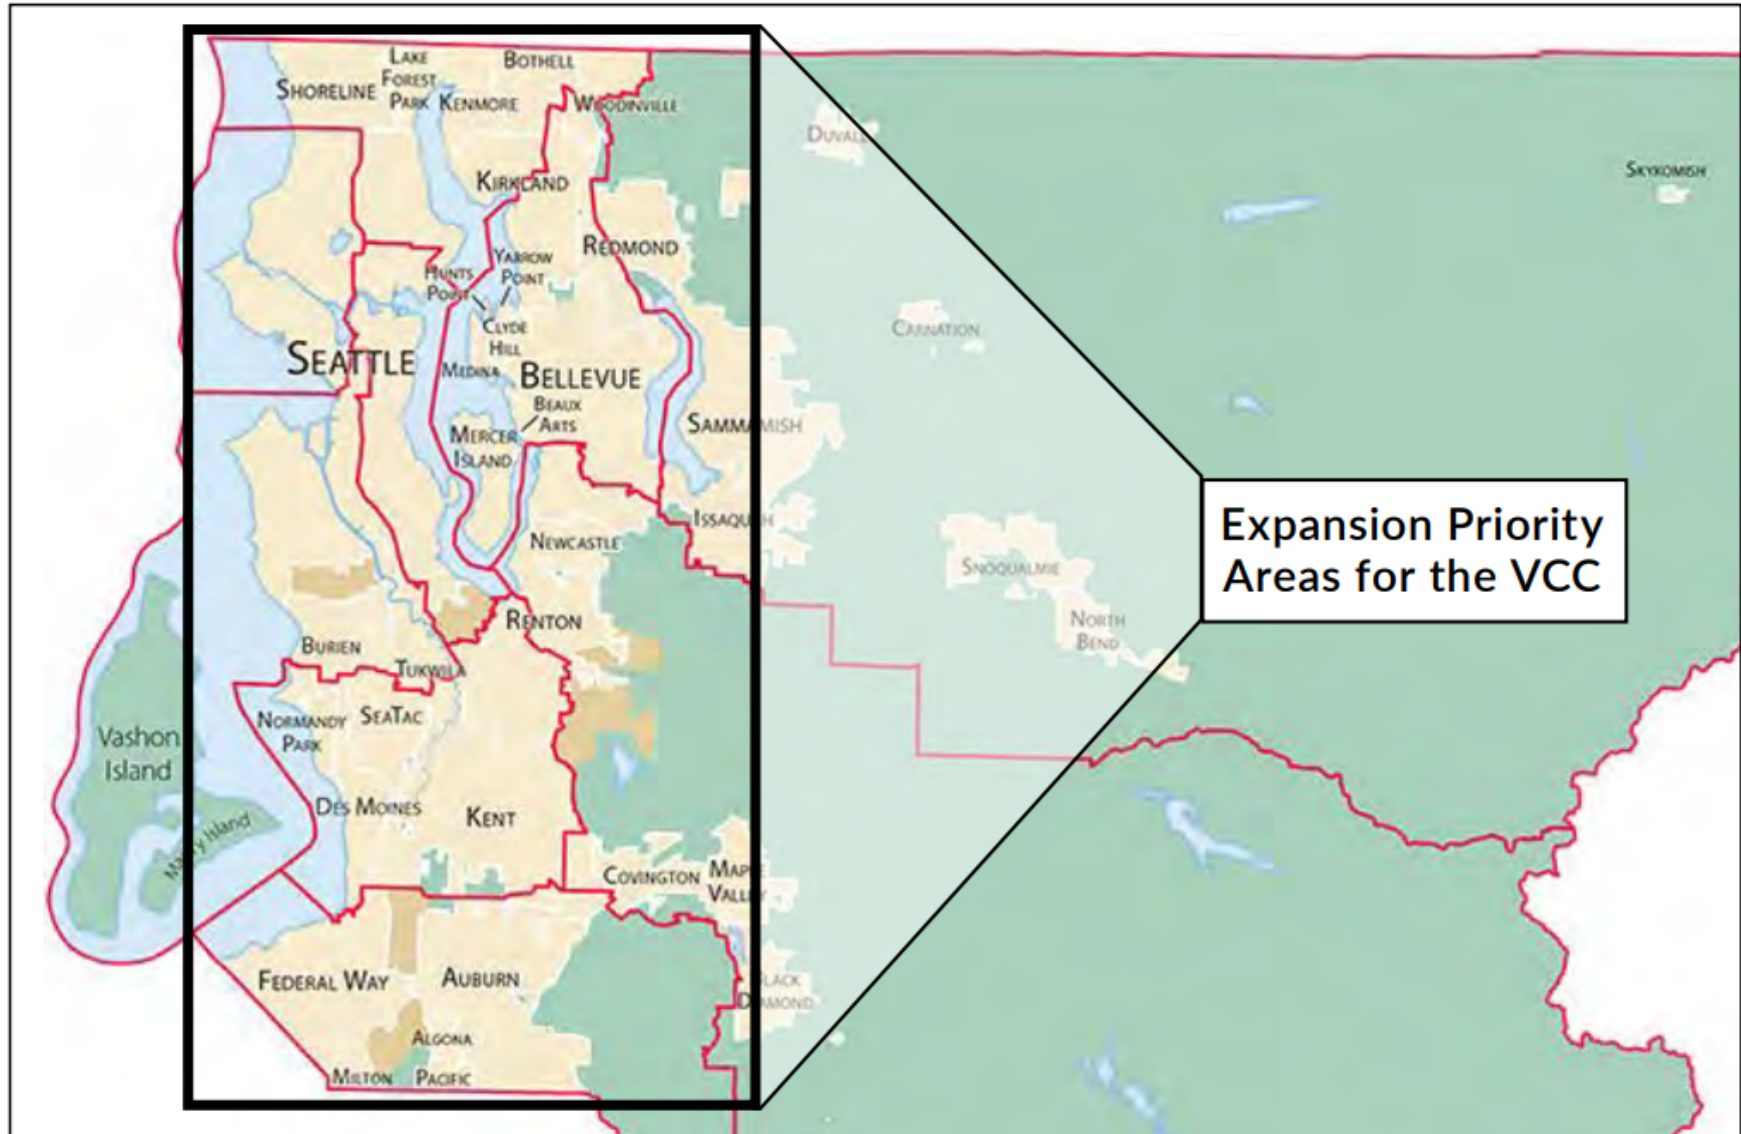 LAKE
FOREST
PARK
BOTHELL
SHORELINE
KENMORE
WOODINVILLE
DUVALL
SKYKOMISH
KIRKLAND
REDMOND
YARROW
POINT
HUNTS
POINT
CLYDE
HILL
CARNATION
SEATTLE
MEDINA
BELLEVUE
BEAUX
ARTS
MERCER
ISLAND
SAMMAMISH
ISSAQUAH
NEWCASTLE
Expansion Priority
Areas for the VCC
SNOQUALMIE
NORTH
BEND
RENTON
BURIEN
TUKWILA
NORMANDY
PARK
SEATAC
Vashon
Island
DES MOINES
KENT
Maury Island
COVINGTON
MAPLE
VALLEY
FEDERAL WAY
AUBURN
BLACK
DIAMOND
ALGONA
MILTON
PACIFIC